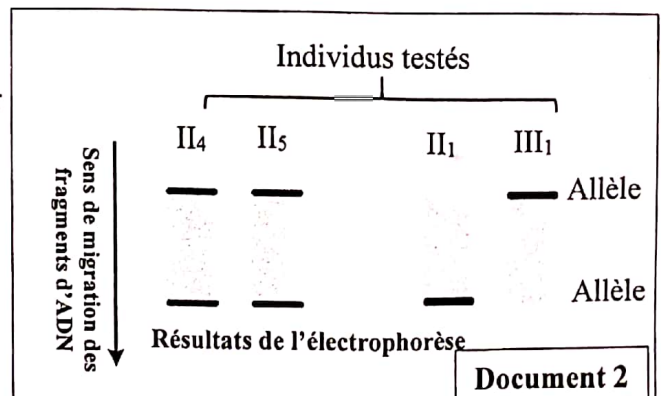 Individus testés
II4 II5 II1 III1
Sens de migration des
fragments d'ADN
Allèle
Allèle
Résultats de l'électrophorèse
Document 2